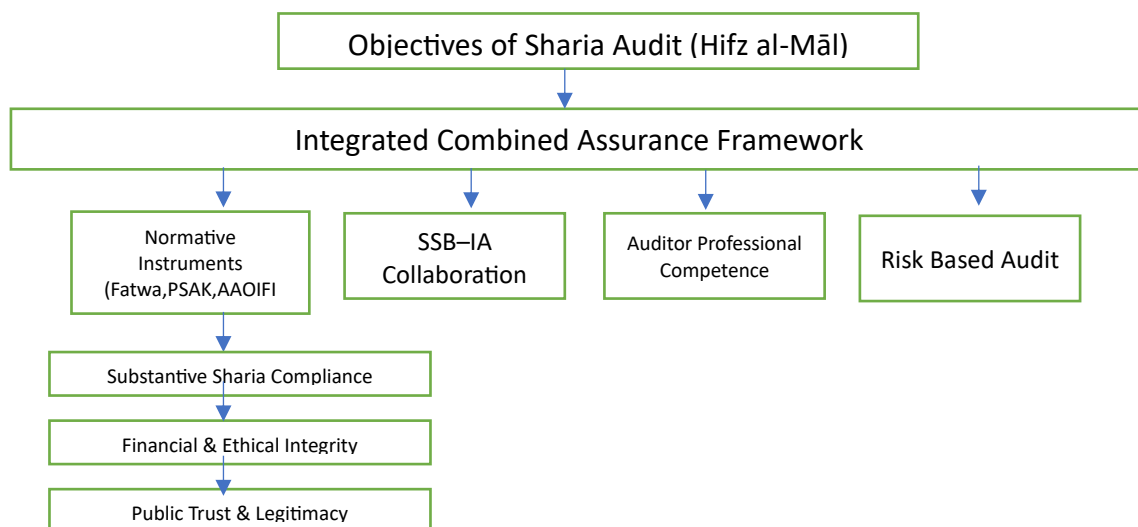 Objectives of Sharia Audit (Hifz al-Māl)
Integrated Combined Assurance Framework
Normative
Instruments
(Fatwa,PSAK,AAOIFI
SSB–IA
Collaboration
Auditor Professional
Competence
Risk Based Audit
Substantive Sharia Compliance
Financial & Ethical Integrity
Public Trust & Legitimacy